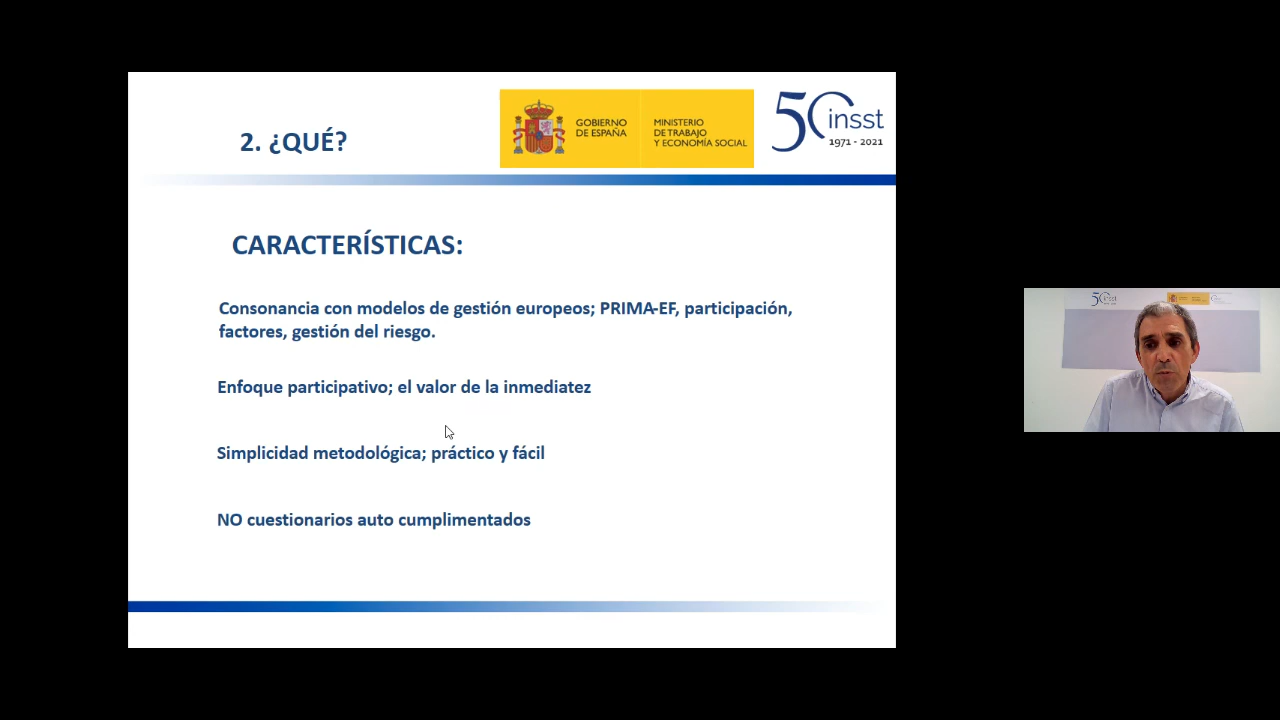 2. ¿QUÉ?
GOBIERNO
DE ESPAÑA
MINISTERIO
DE TRABAJO
Y ECONOMÍA SOCIAL
50 insst
1971 - 2021
CARACTERÍSTICAS:
Consonancia con modelos de gestión europeos; PRIMA-EF, participación,
factores, gestión del riesgo.
Enfoque participativo; el valor de la inmediatez
Simplicidad metodológica; práctico y fácil
NO cuestionarios auto cumplimentados
50 insst